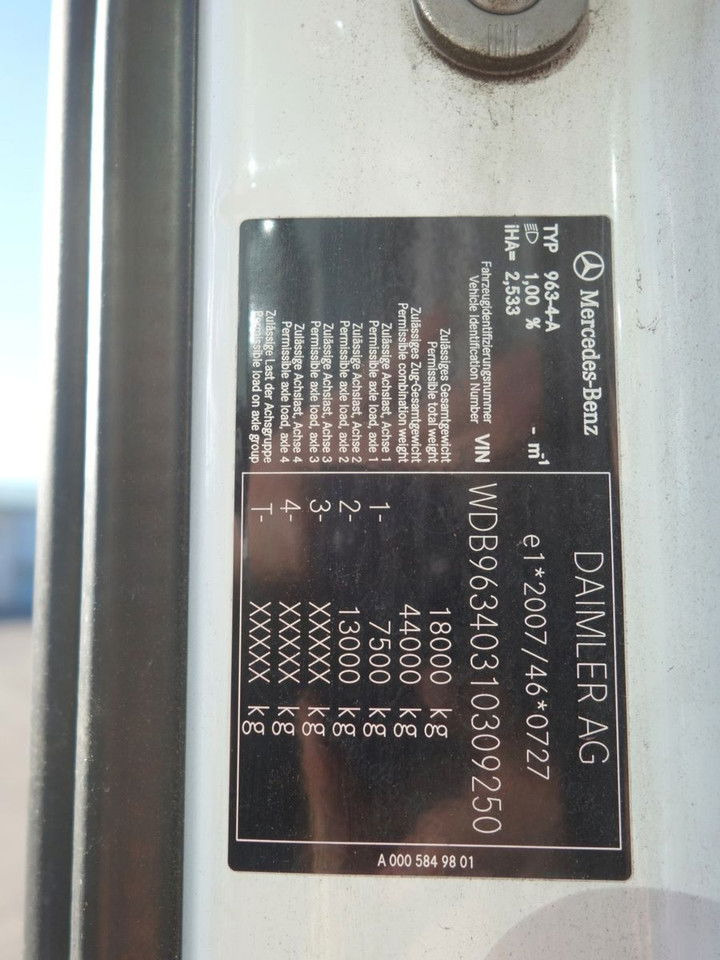 Mercedes-Benz
TYP 963-4-A - m-1
1,00 %
iHA= 2,533
DAIMLER AG
e1*2007/46*0727
Fahrzeugidentifizierungsnummer
Vehicle Identification Number VIN WDB96340310309250
Zulässiges Gesamtgewicht
Permissible total weight 18000 kg
Zulässiges Zug-Gesamtgewicht
Permissible combination weight 44000 kg
Zulässige Achslast, Achse 1
Permissible axle load, axle 1 1- 7500 kg
Zulässige Achslast, Achse 2
Permissible axle load, axle 2 2- 13000 kg
Zulässige Achslast, Achse 3
Permissible axle load, axle 3 3- XXXXX kg
Zulässige Achslast, Achse 4
Permissible axle load, axle 4 4- XXXXX kg
Zulässige Last der Achsgruppe
Permissible load on axle group T- XXXXX kg
A 000 584 98 01